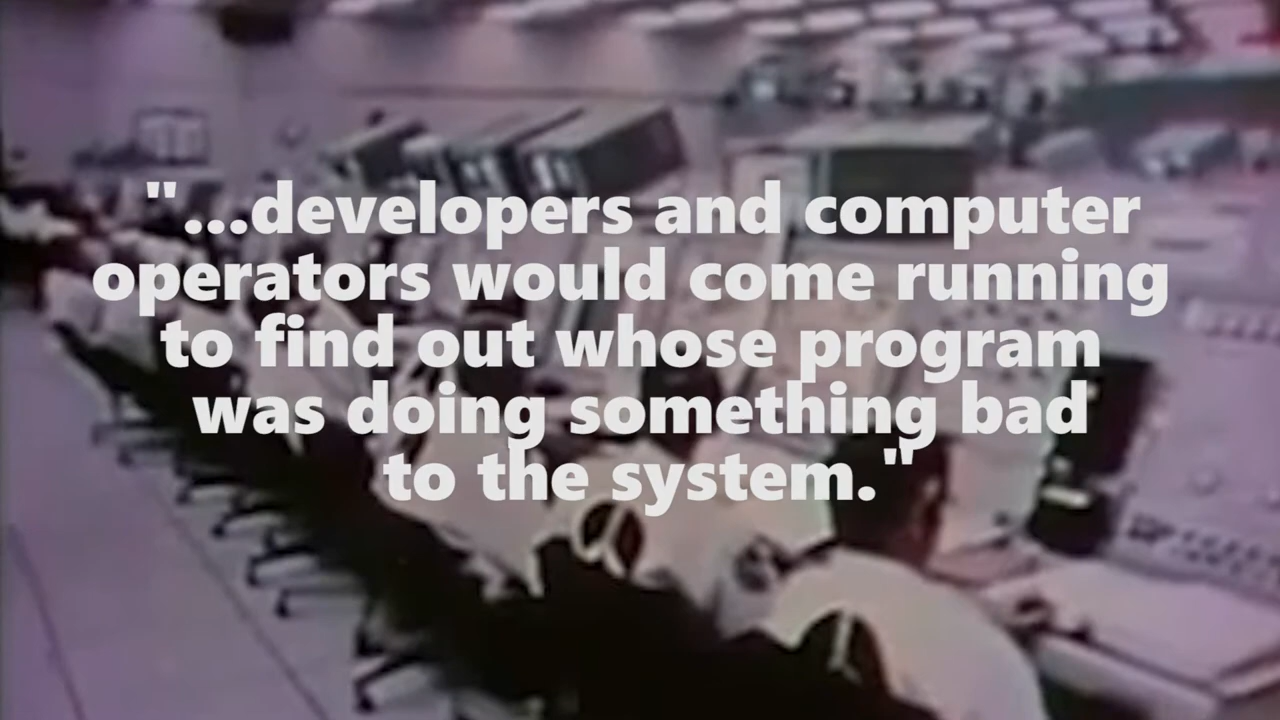 "...developers and computer
operators would come running
to find out whose program
was doing something bad
to the system."